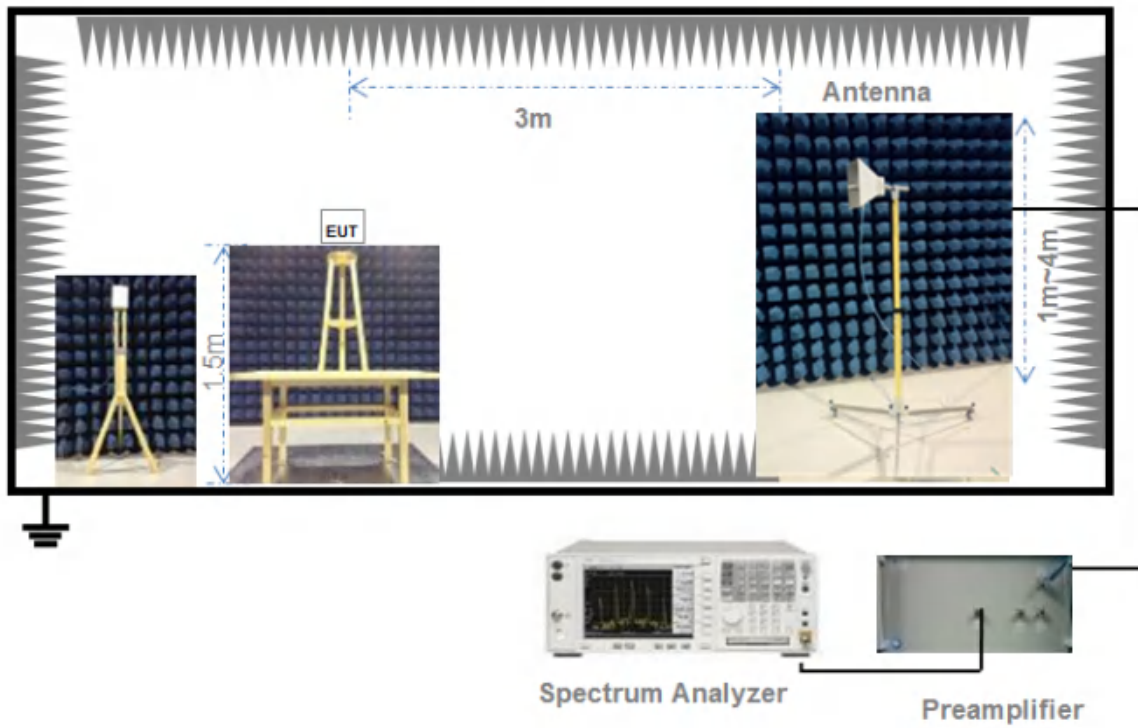 Antenna
3m
EUT
1.5m
1m~4m
Spectrum Analyzer
Preamplifier